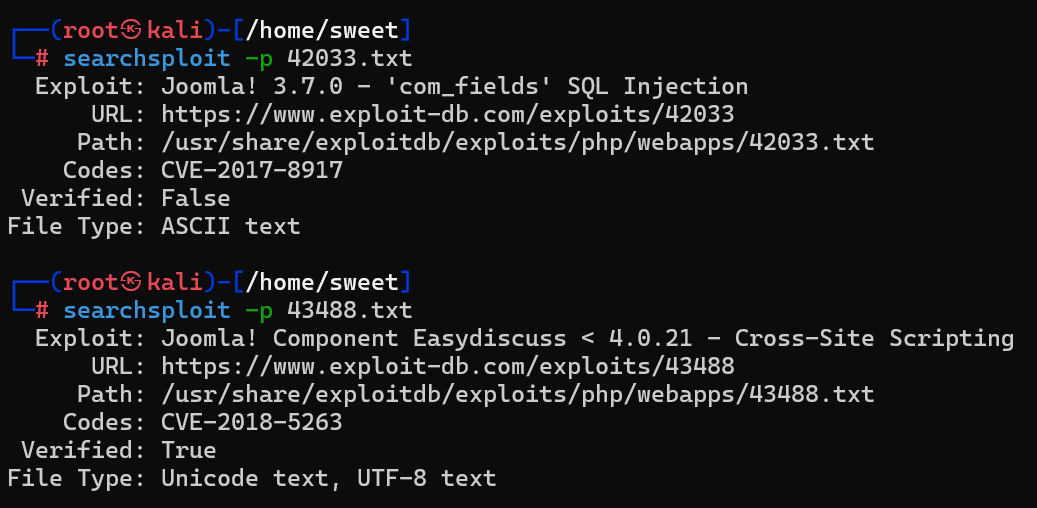 ┌──(root㉿kali)-[/home/sweet]
└─# searchsploit -p 42033.txt
  Exploit: Joomla! 3.7.0 - 'com_fields' SQL Injection
      URL: https://www.exploit-db.com/exploits/42033
     Path: /usr/share/exploitdb/exploits/php/webapps/42033.txt
    Codes: CVE-2017-8917
 Verified: False
File Type: ASCII text
┌──(root㉿kali)-[/home/sweet]
└─# searchsploit -p 43488.txt
  Exploit: Joomla! Component Easydiscuss < 4.0.21 - Cross-Site Scripting
      URL: https://www.exploit-db.com/exploits/43488
     Path: /usr/share/exploitdb/exploits/php/webapps/43488.txt
    Codes: CVE-2018-5263
 Verified: True
File Type: Unicode text, UTF-8 text